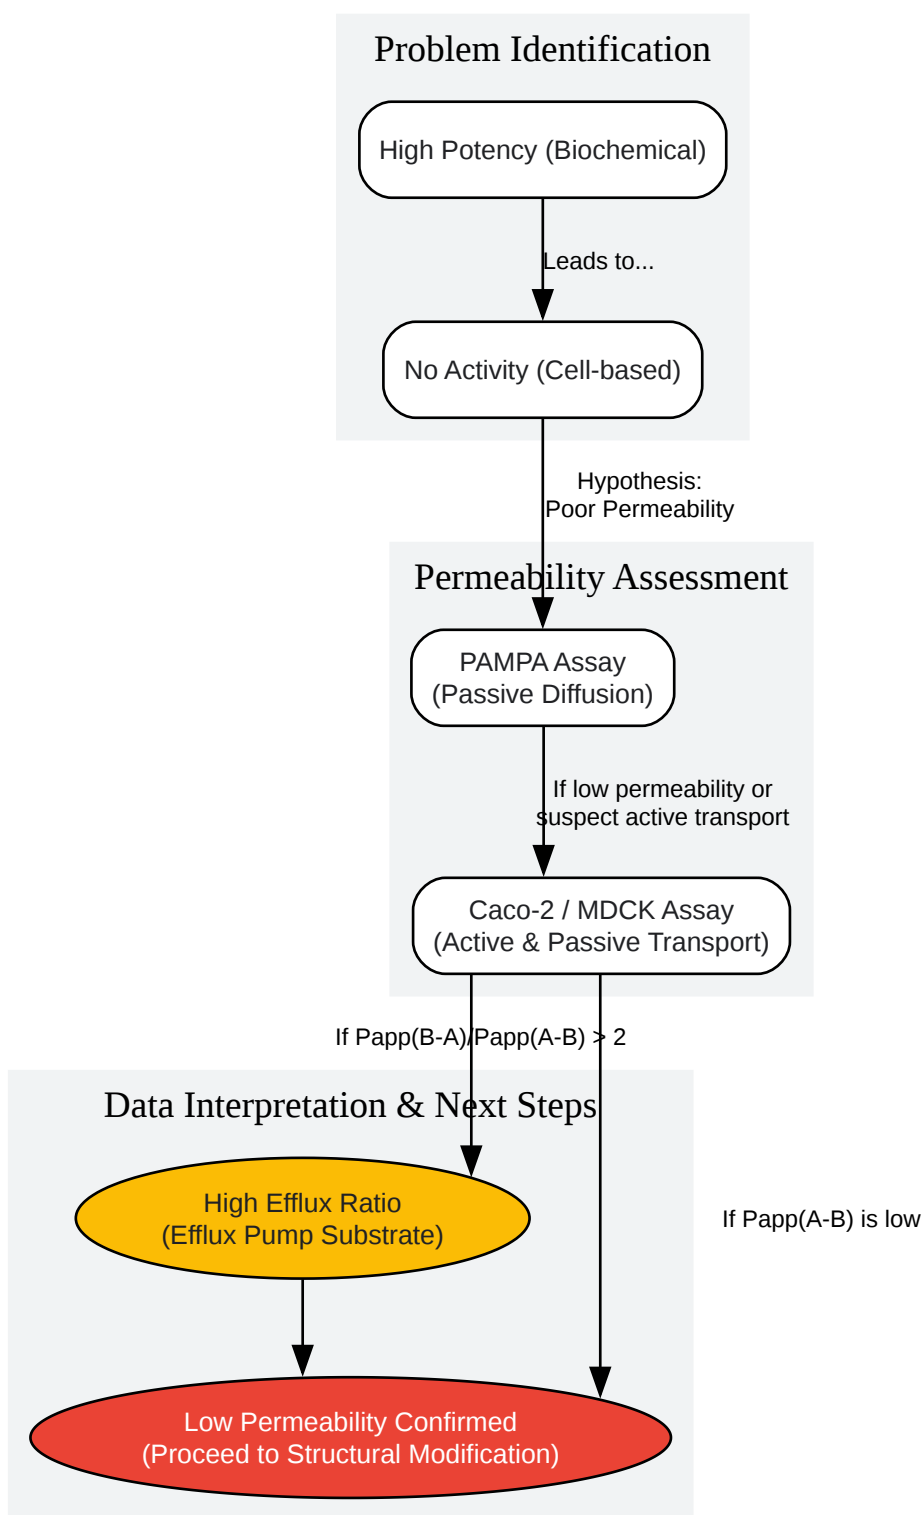 Problem Identification
High Potency (Biochemical)
Leads to...
No Activity (Cell-based)
Hypothesis:
Poor Permeability
Permeability Assessment
PAMPA Assay
(Passive Diffusion)
If low permeability or
suspect active transport
Caco-2 / MDCK Assay
(Active & Passive Transport)
If Papp(B-A)/Papp(A-B) > 2
Data Interpretation & Next Steps
High Efflux Ratio
(Efflux Pump Substrate)
If Papp(A-B) is low
Low Permeability Confirmed
(Proceed to Structural Modification)